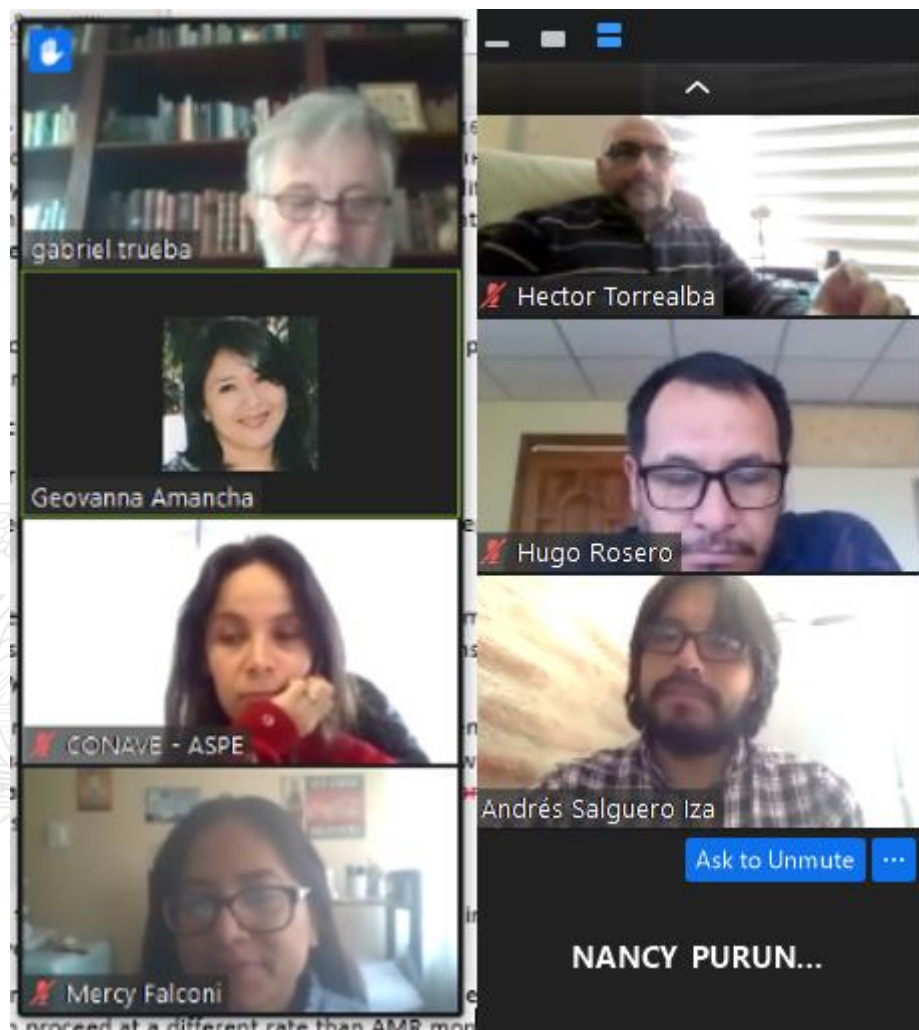 gabriel trueba
Geovanna Amancha
CONAVE - ASPE
Mercy Falconi
Hector Torrealba
Hugo Rosero
Andrés Salguero Iza
Ask to Unmute
...
NANCY PURUN...
proceed at a different rate than AMR mon